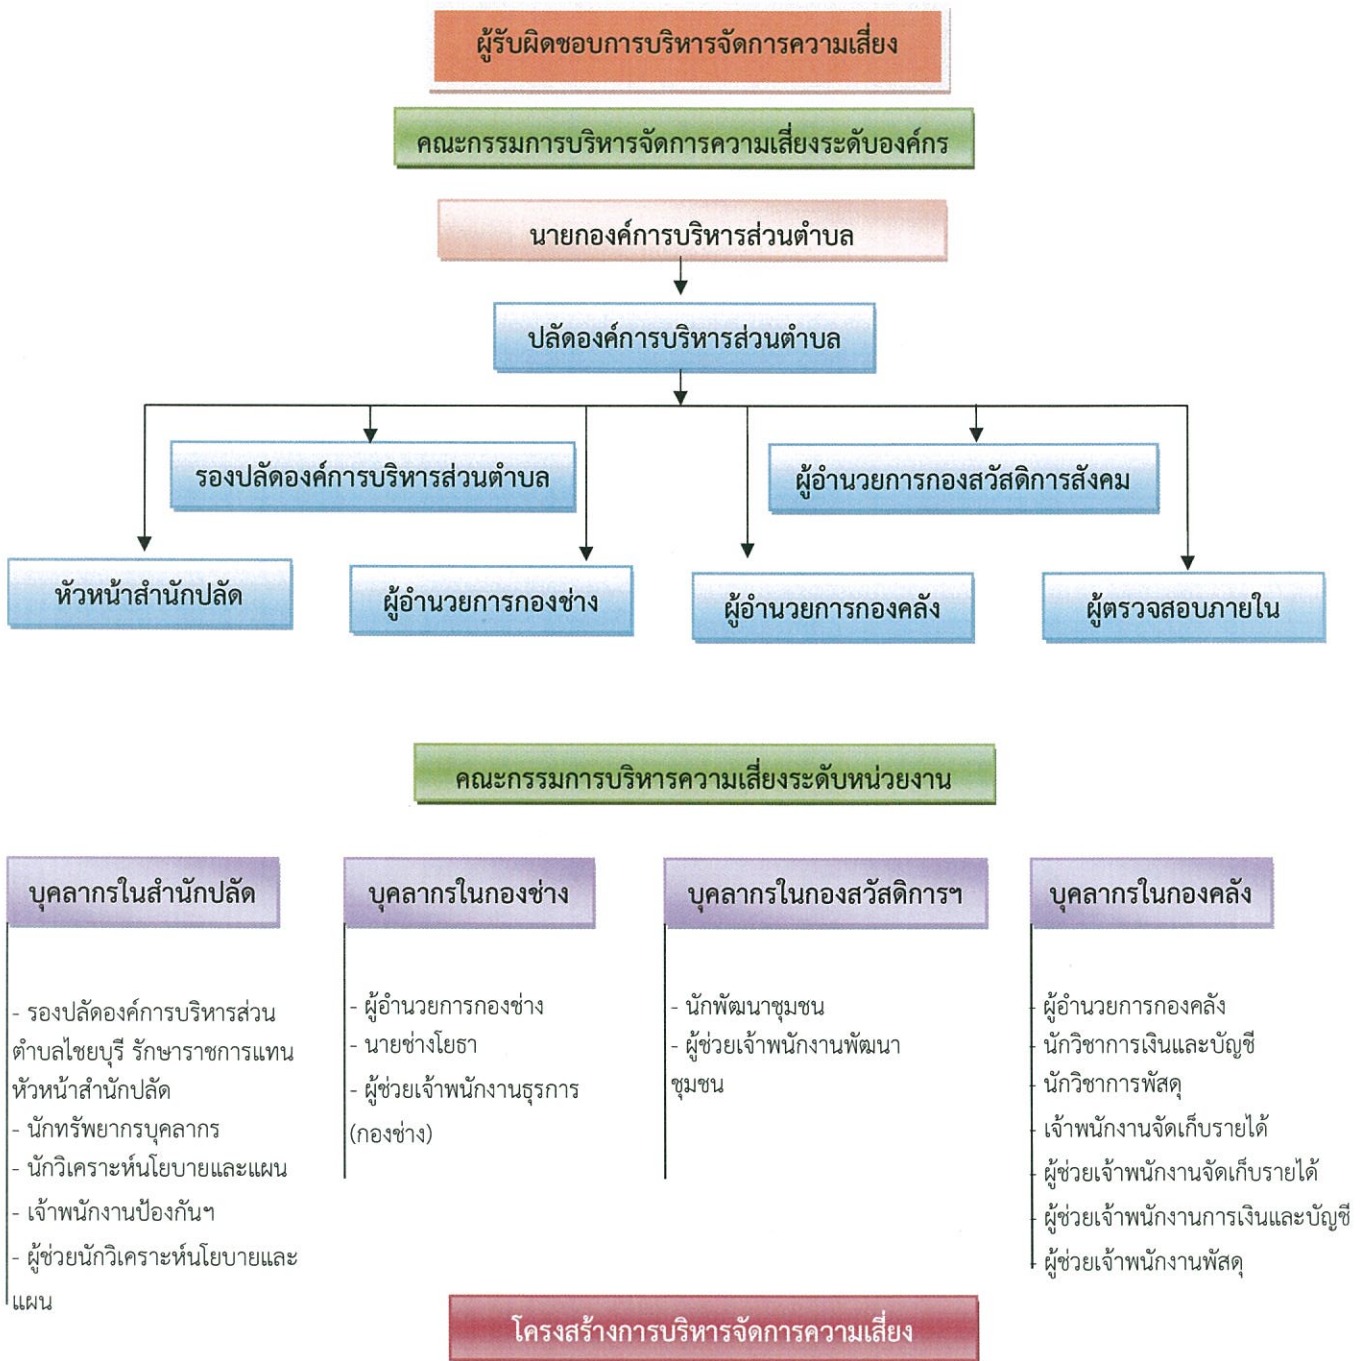 ผู้รับผิดชอบการบริหารจัดการความเสี่ยง
คณะกรรมการบริหารจัดการความเสี่ยงระดับองค์กร
นายกองค์การบริหารส่วนตำบล
ปลัดองค์การบริหารส่วนตำบล
รองปลัดองค์การบริหารส่วนตำบล
ผู้อำนวยการกองสวัสดิการสังคม
หัวหน้าสำนักปลัด
ผู้อำนวยการกองช่าง
ผู้อำนวยการกองคลัง
ผู้ตรวจสอบภายใน
คณะกรรมการบริหารความเสี่ยงระดับหน่วยงาน
บุคลากรในสำนักปลัด
- รองปลัดองค์การบริหารส่วน
ตำบลไชยบุรี รักษาราชการแทน
หัวหน้าสำนักปลัด
- นักทรัพยากรบุคลากร
- นักวิเคราะห์นโยบายและแผน
- เจ้าพนักงานป้องกันฯ
- ผู้ช่วยนักวิเคราะห์นโยบายและ
แผน
บุคลากรในกองช่าง
- ผู้อำนวยการกองช่าง
- นายช่างโยธา
- ผู้ช่วยเจ้าพนักงานธุรการ
(กองช่าง)
บุคลากรในกองสวัสดิการฯ
- นักพัฒนาชุมชน
- ผู้ช่วยเจ้าพนักงานพัฒนา
ชุมชน
บุคลากรในกองคลัง
- ผู้อำนวยการกองคลัง
- นักวิชาการเงินและบัญชี
- นักวิชาการพัสดุ
- เจ้าพนักงานจัดเก็บรายได้
- ผู้ช่วยเจ้าพนักงานจัดเก็บรายได้
- ผู้ช่วยเจ้าพนักงานการเงินและบัญชี
- ผู้ช่วยเจ้าพนักงานพัสดุ
โครงสร้างการบริหารจัดการความเสี่ยง